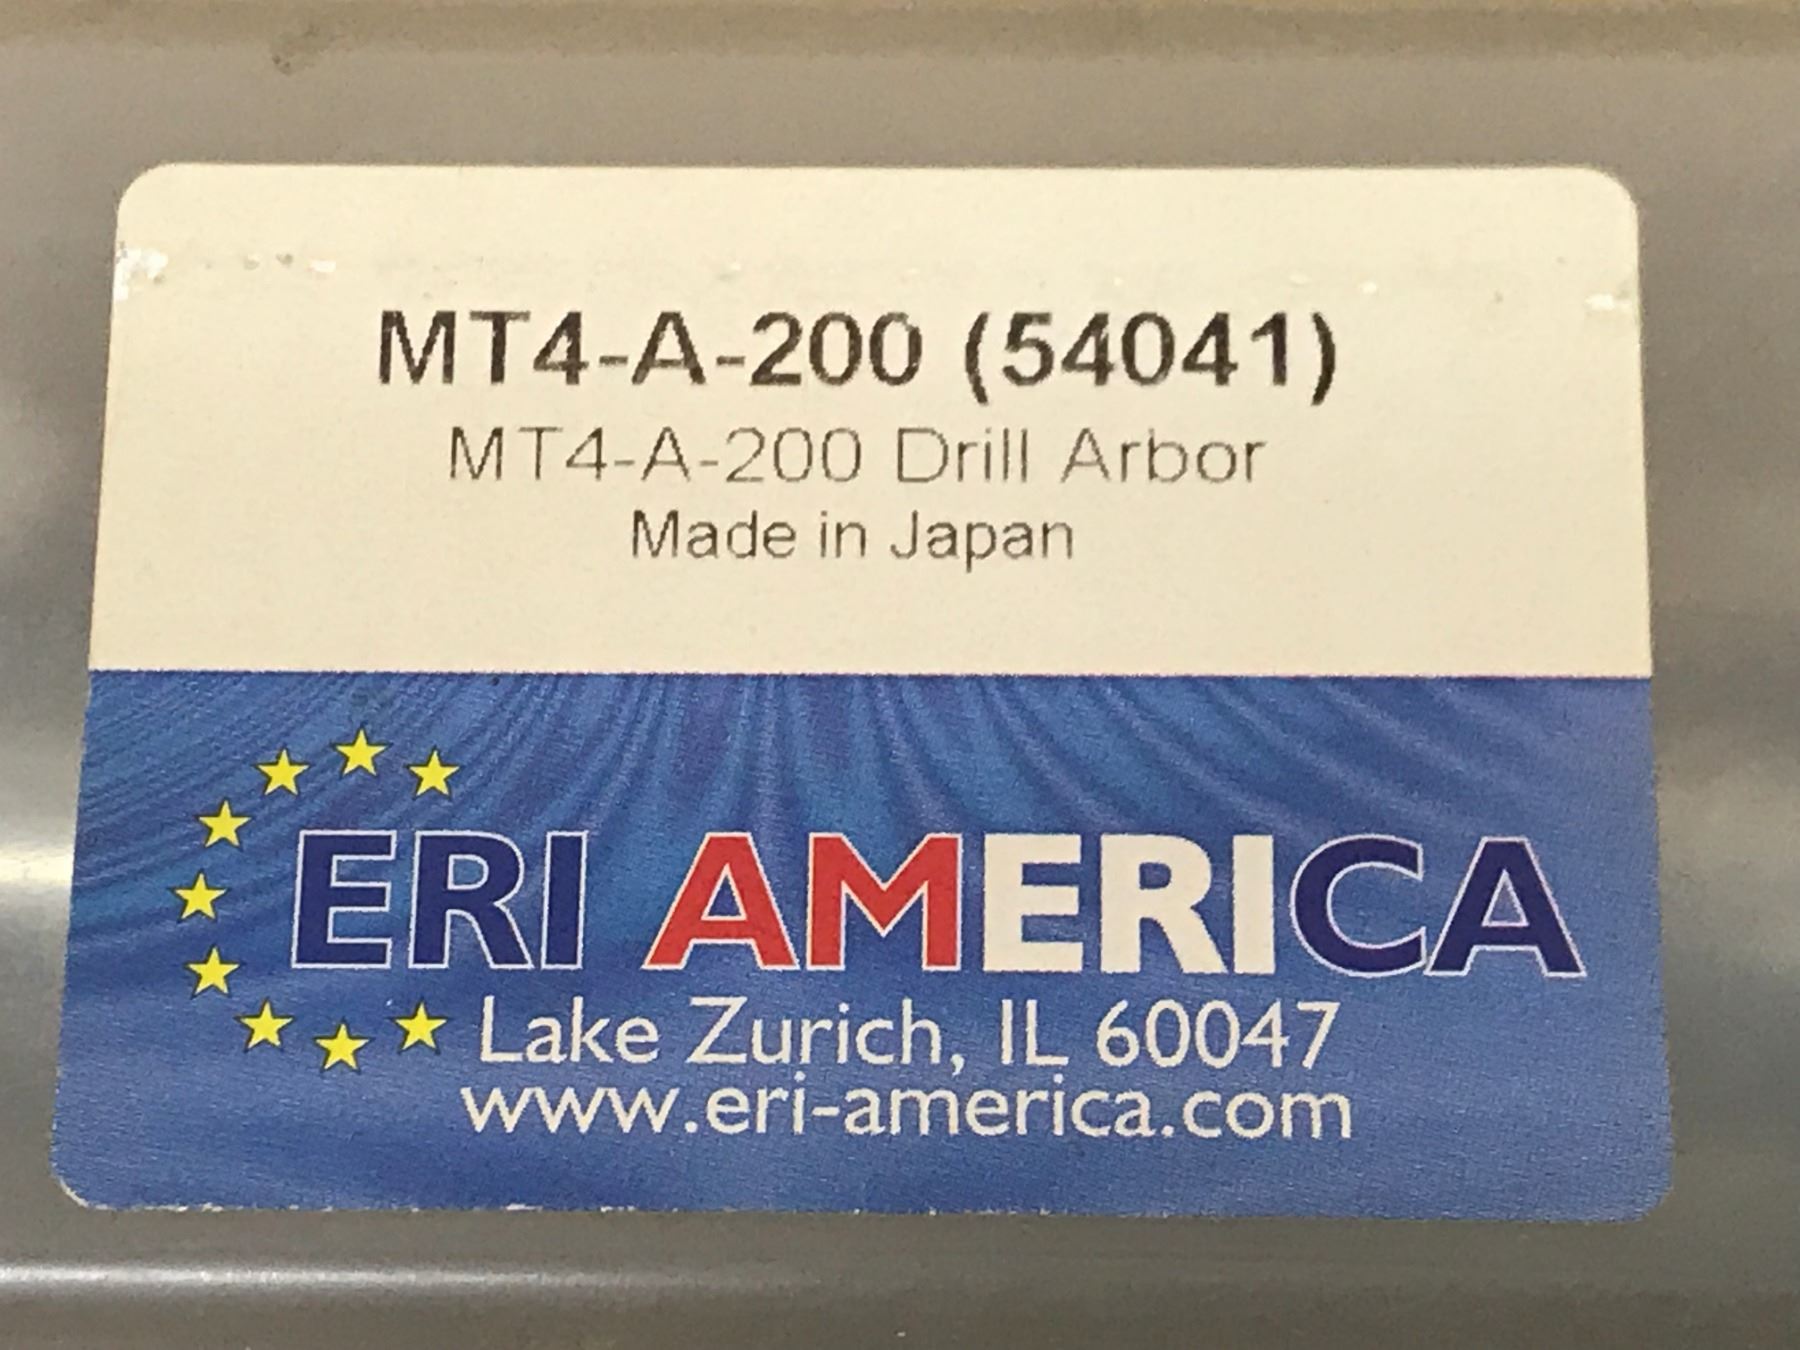 MT4-A-200 (54041)
MT4-A-200 Drill Arbor
Made in Japan
ERI AMERICA
Lake Zurich, IL 60047
www.eri-america.com